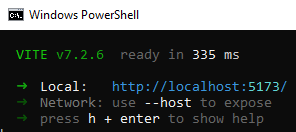 Windows PowerShell
VITE v7.2.6 ready in 335 ms
➜ Local: http://localhost:5173/
➜ Network: use --host to expose
➜ press h + enter to show help